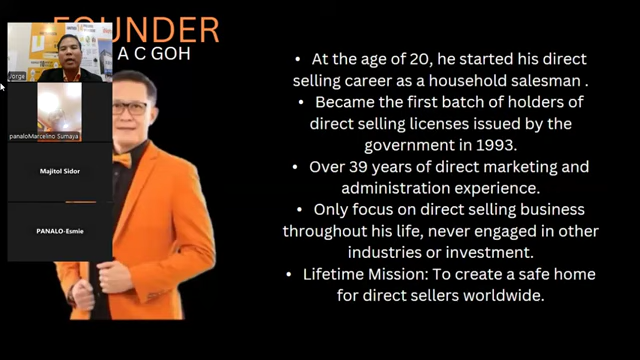 FOUNDER
A C GOH
panaloMarcelino Sumaya
Majitol Sidor
PANALO-Esmie
• At the age of 20, he started his direct
selling career as a household salesman .
• Became the first batch of holders of
direct selling licenses issued by the
government in 1993.
• Over 39 years of direct marketing and
administration experience.
• Only focus on direct selling business
throughout his life, never engaged in other
industries or investment.
• Lifetime Mission: To create a safe home
for direct sellers worldwide.